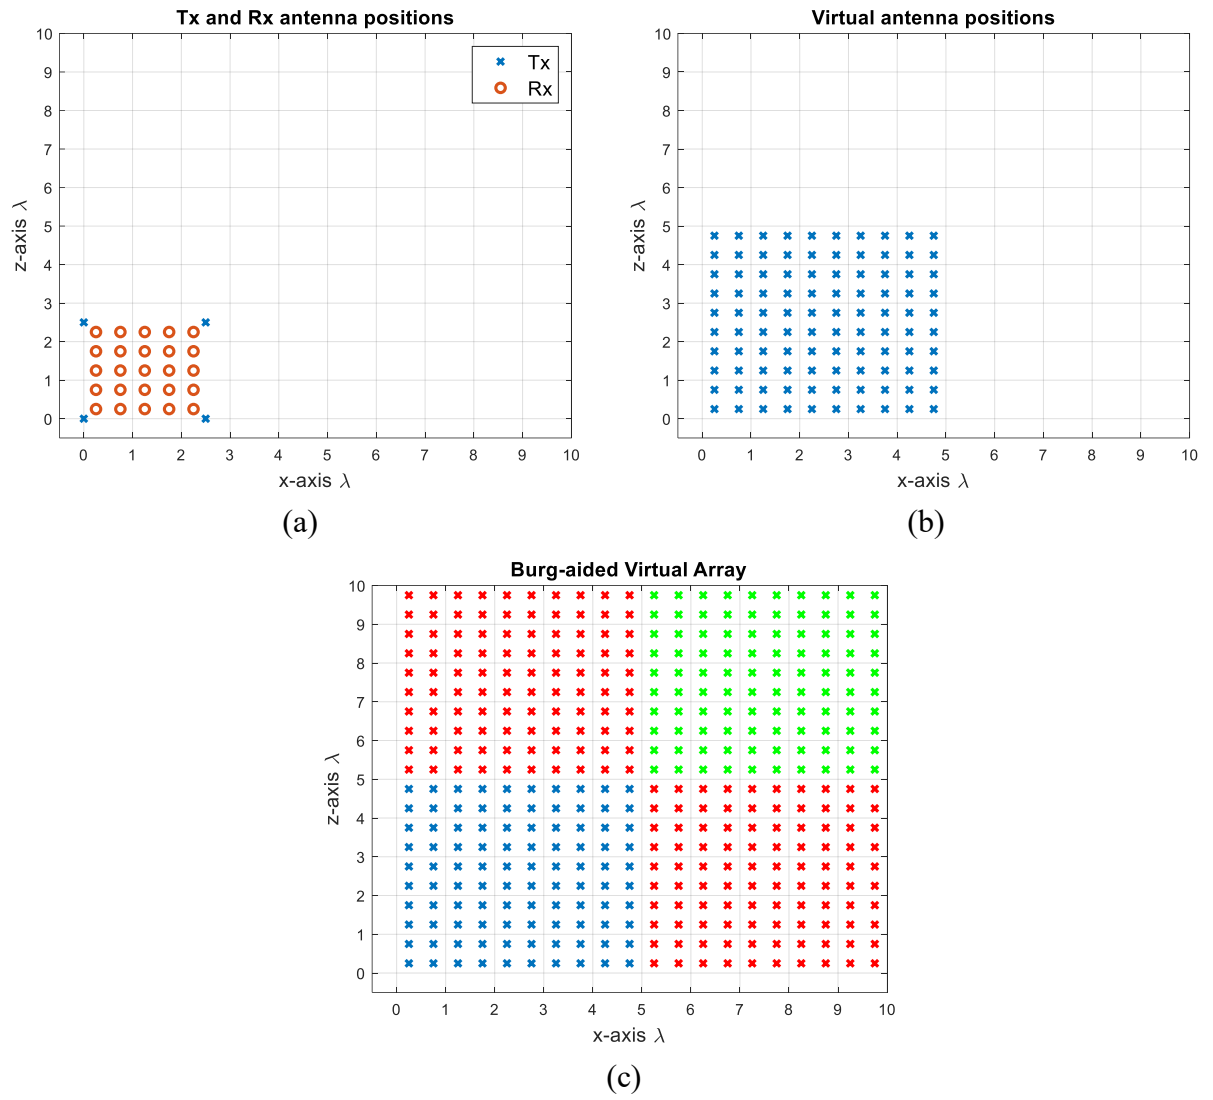 Tx and Rx antenna positions
10
9
8
7
6
5
4
3
2
1
0
z-axis λ
Tx
Rx
0 1 2 3 4 5 6 7 8 9 10
x-axis λ
(a)
Virtual antenna positions
10
9
8
7
6
5
4
3
2
1
0
z-axis λ
0 1 2 3 4 5 6 7 8 9 10
x-axis λ
(b)
Burg-aided Virtual Array
10
9
8
7
6
5
4
3
2
1
0
z-axis λ
0 1 2 3 4 5 6 7 8 9 10
x-axis λ
(c)